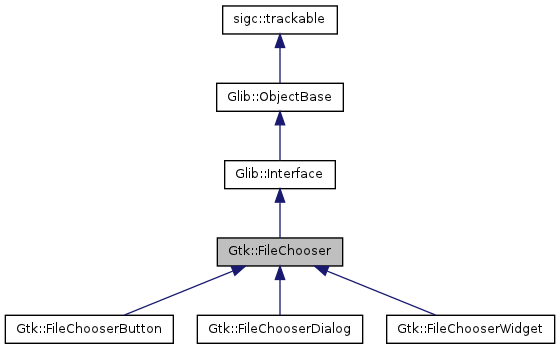 sigc::trackable
Glib::ObjectBase
Glib::Interface
Gtk::FileChooser
Gtk::FileChooserButton
Gtk::FileChooserDialog
Gtk::FileChooserWidget